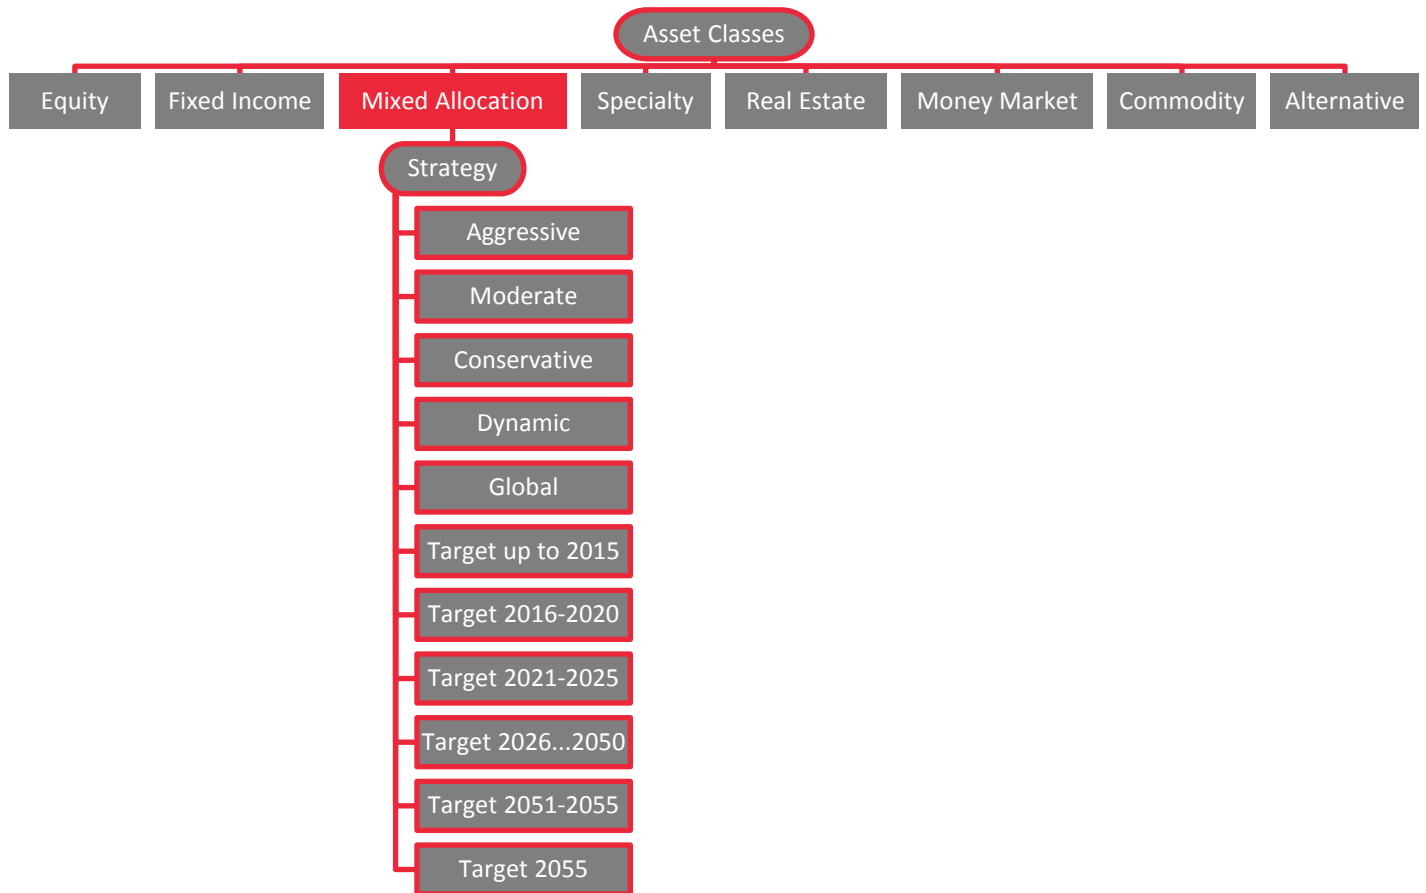 Asset Classes
Equity
Fixed Income
Mixed Allocation
Specialty
Real Estate
Money Market
Commodity
Alternative
Strategy
Aggressive
Moderate
Conservative
Dynamic
Global
Target up to 2015
Target 2016-2020
Target 2021-2025
Target 2026...2050
Target 2051-2055
Target 2055